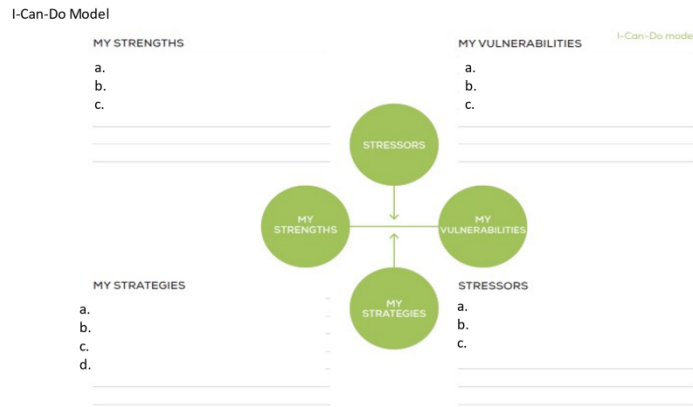 I-Can-Do Model
I-Can-Do mode
MY STRENGTHS
a.
b.
c.
MY VULNERABILITIES
a.
b.
c.
STRESSORS
MY
STRENGTHS
MY
VULNERABILITIES
MY
STRATEGIES
MY STRATEGIES
a.
b.
c.
d.
STRESSORS
a.
b.
c.